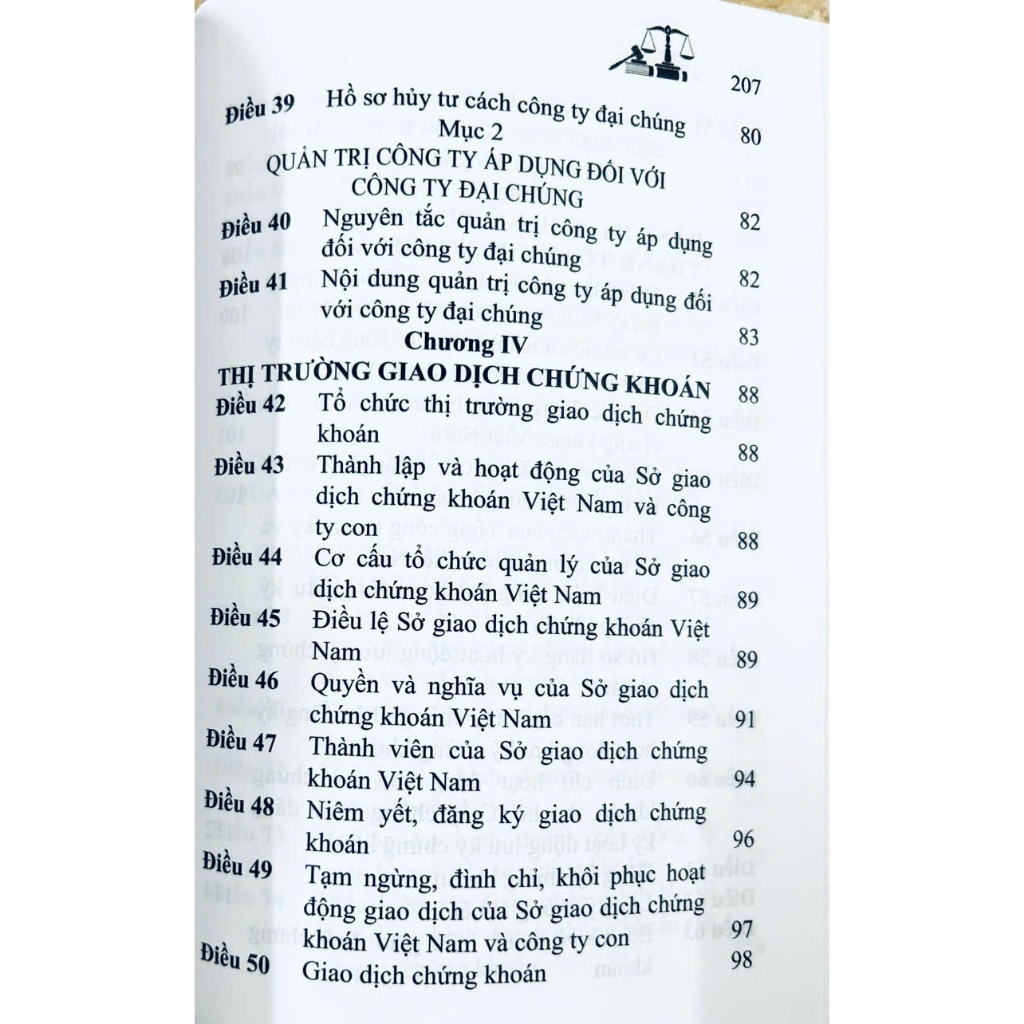 207
Điều 39 Hồ sơ hủy tư cách công ty đại chúng 80
Mục 2
QUẢN TRỊ CÔNG TY ÁP DỤNG ĐỐI VỚI
CÔNG TY ĐẠI CHÚNG 82
Điều 40 Nguyên tắc quản trị công ty áp dụng
đối với công ty đại chúng 82
Điều 41 Nội dung quản trị công ty áp dụng đối
với công ty đại chúng 83
Chương IV
THỊ TRƯỜNG GIAO DỊCH CHỨNG KHOÁN 88
Điều 42 Tổ chức thị trường giao dịch chứng
khoán 88
Điều 43 Thành lập và hoạt động của Sở giao
dịch chứng khoán Việt Nam và công
ty con 88
Điều 44 Cơ cấu tổ chức quản lý của Sở giao
dịch chứng khoán Việt Nam 89
Điều 45 Điều lệ Sở giao dịch chứng khoán Việt
Nam 89
Điều 46 Quyền và nghĩa vụ của Sở giao dịch
chứng khoán Việt Nam 91
Điều 47 Thành viên của Sở giao dịch chứng
khoán Việt Nam 94
Điều 48 Niêm yết, đăng ký giao dịch chứng
khoán 96
Điều 49 Tạm ngừng, đình chỉ, khôi phục hoạt
động giao dịch của Sở giao dịch chứng
khoán Việt Nam và công ty con 97
Điều 50 Giao dịch chứng khoán 98